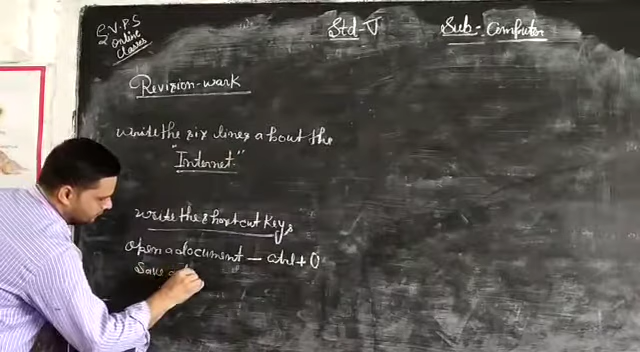 V.P.S
online
classes
Std-V
Sub- Computer
Revision-work
write the six lines about the
"Internet"
write the shortcut keys
open a document — ctrl + O
Save a